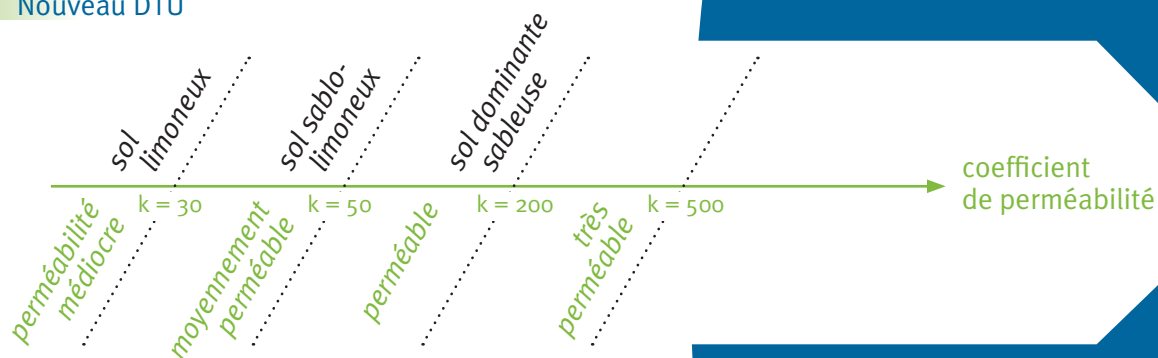 Nouveau DTU
sol
limoneux
sol sablo-
limoneux
sol dominante
sableuse
coefficient
de perméabilité
k = 30
k = 50
k = 200
k = 500
perméabilité
médiocre
moyennement
perméable
perméable
très
perméable